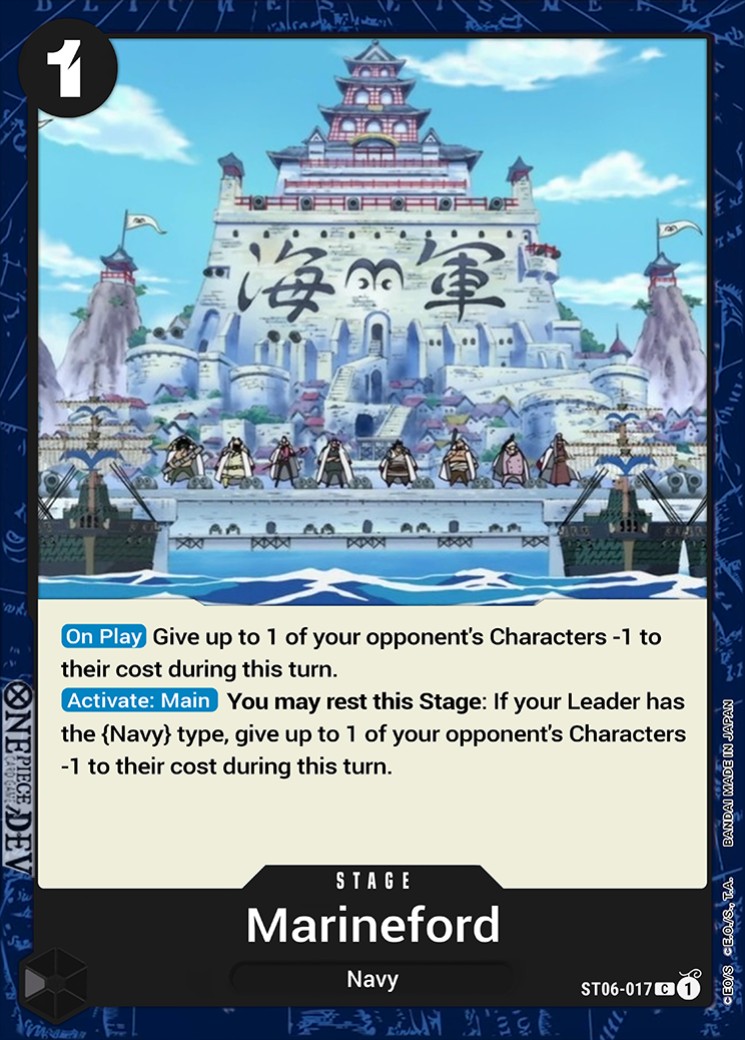 1
海軍
On Play Give up to 1 of your opponent's Characters -1 to
their cost during this turn.
Activate: Main You may rest this Stage: If your Leader has
the {Navy} type, give up to 1 of your opponent's Characters
-1 to their cost during this turn.
STAGE
Marineford
Navy
ST06-017 C 1
ONE PIECE
DEV
©EO/S ©E.O./S., T.A. BANDAI MADE IN JAPAN